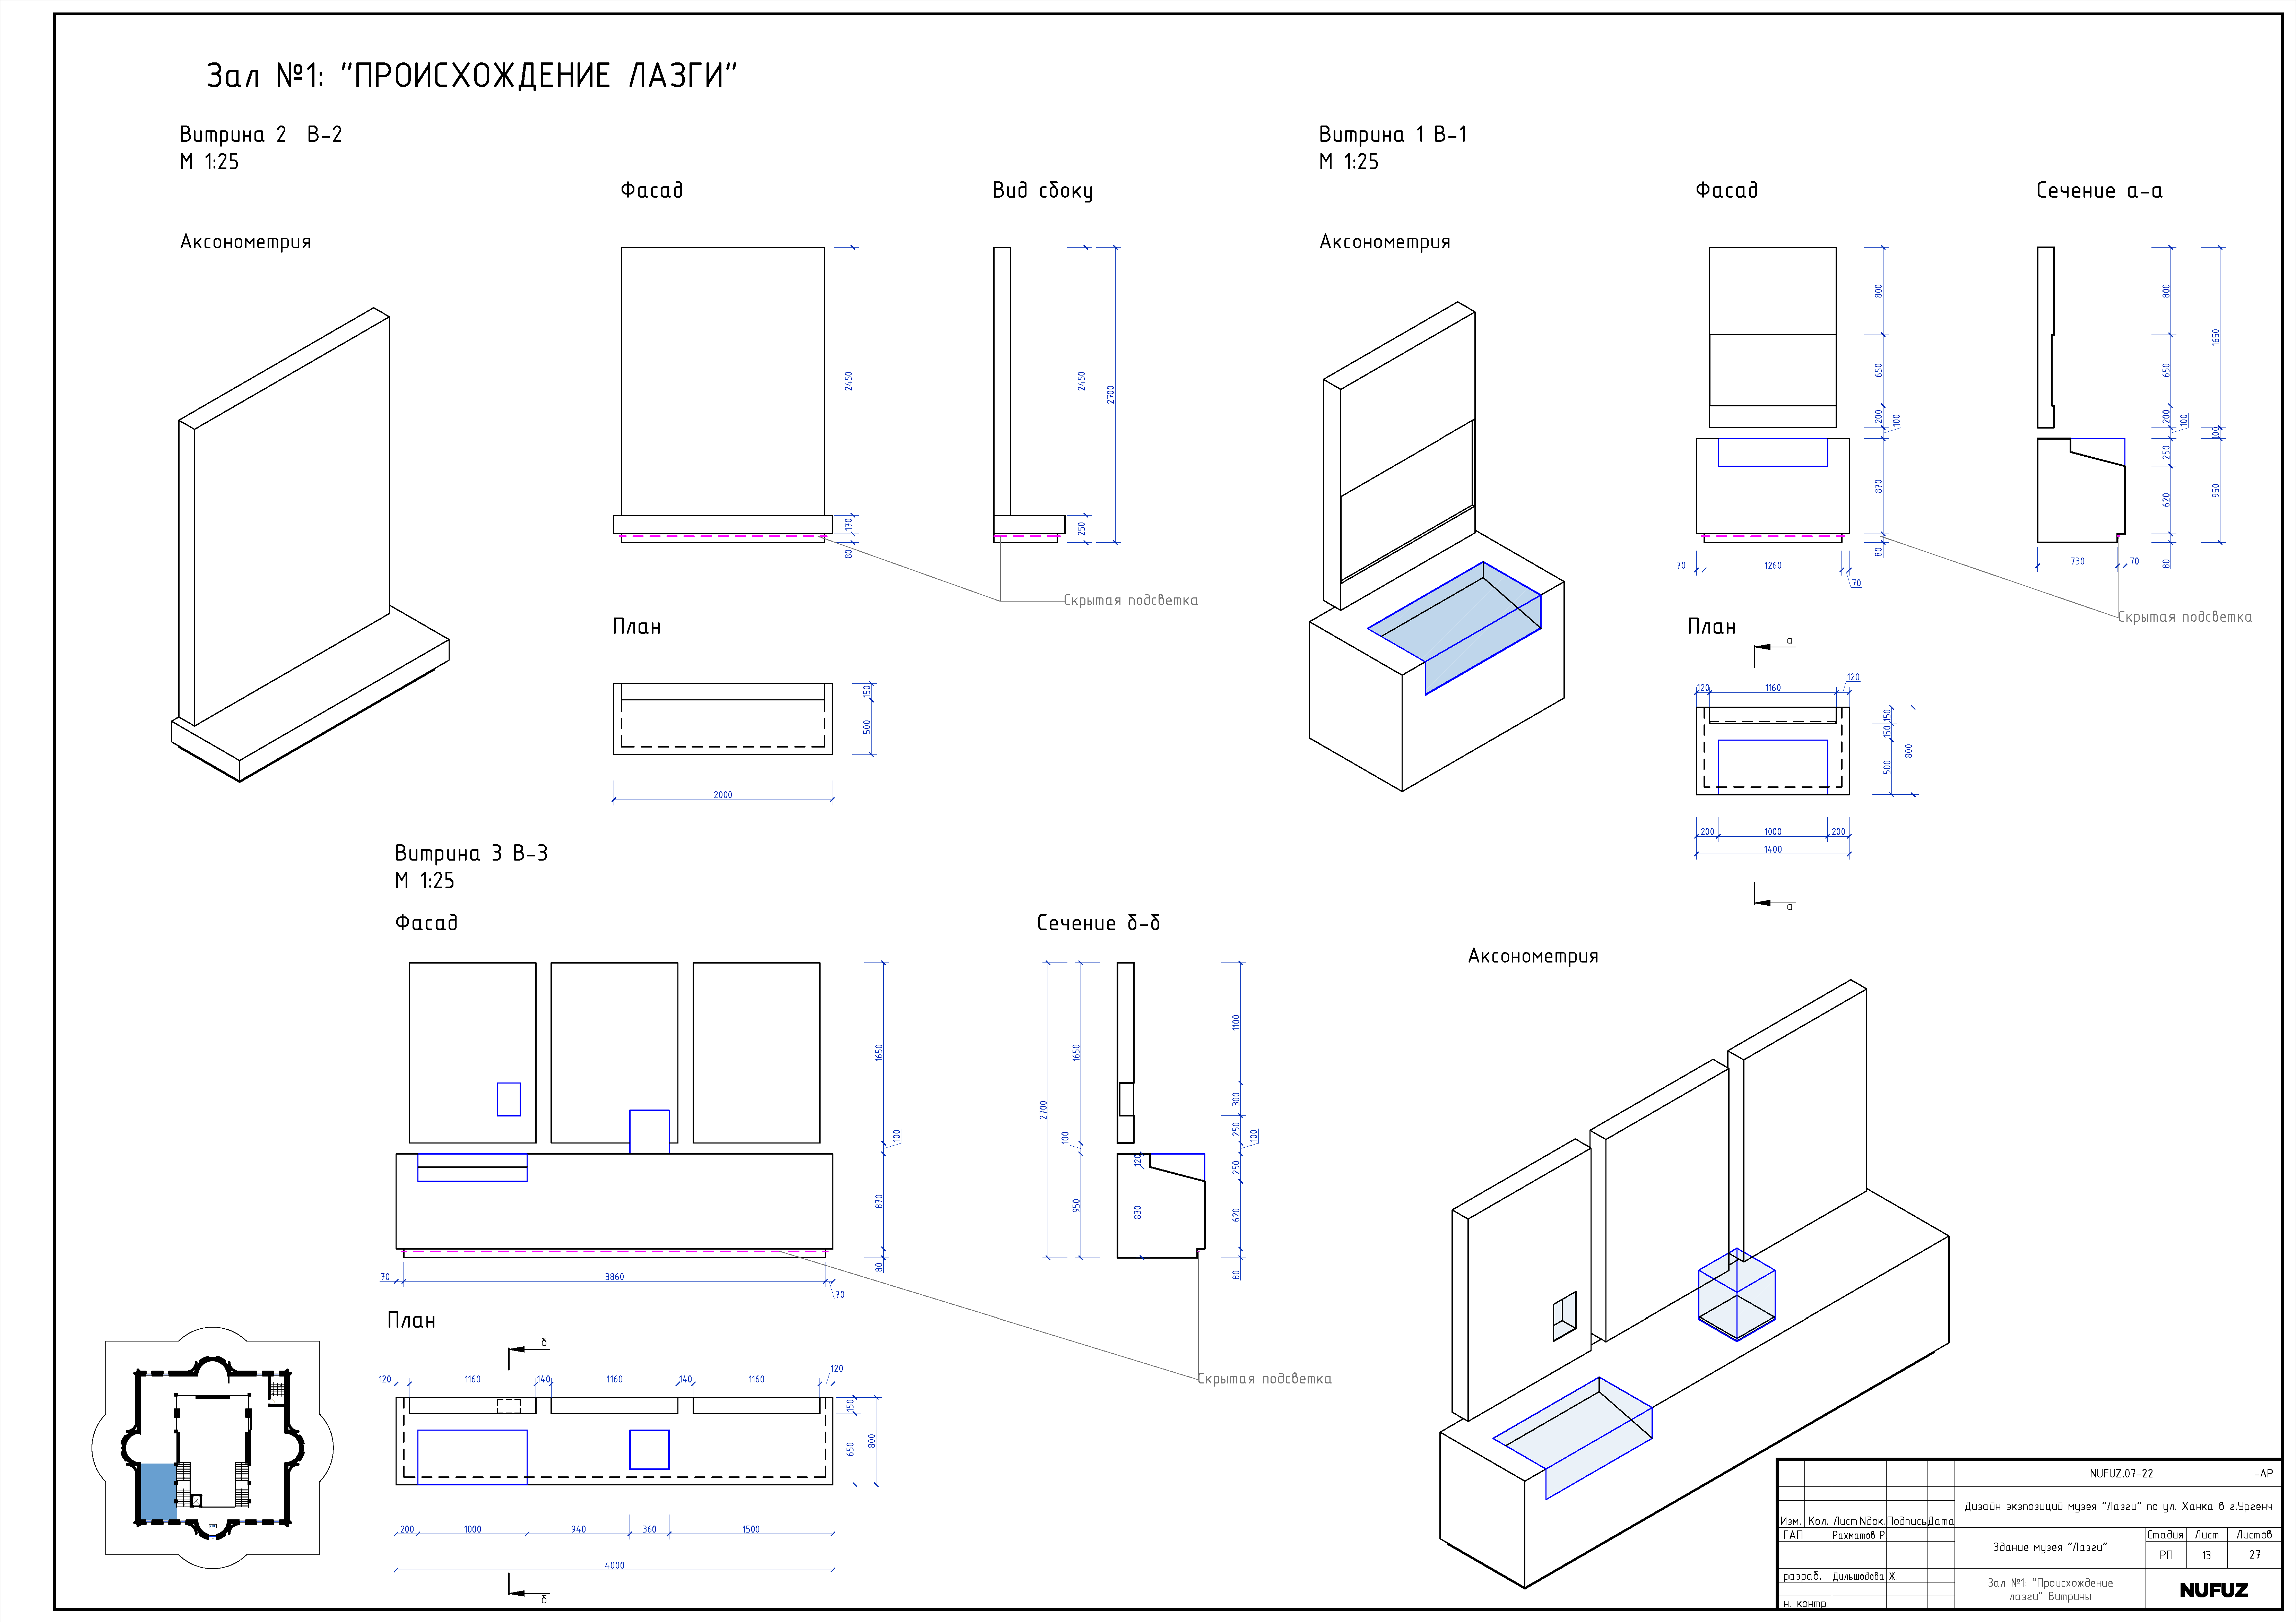 Зал №1: "ПРОИСХОЖДЕНИЕ ЛАЗГИ"
Витрина 2 В-2
М 1:25
Аксонометрия
Фасад
Вид сбоку
2450
170
80
2450
250
2700
Скрытая подсветка
План
150
500
2000
Витрина 1 В-1
М 1:25
Аксонометрия
Фасад
Сечение а-а
800
650
200
100
870
80
70
1260
70
800
650
200
100
250
620
80
1650
100
950
730
70
Скрытая подсветка
План
а
120
1160
120
150
150
500
800
200
1000
200
1400
а
Витрина 3 В-3
М 1:25
Фасад
Сечение б-б
Аксонометрия
1650
100
870
80
70
3860
70
2700
1650
100
950
120
830
1100
300
250
100
250
620
80
Скрытая подсветка
План
б
120
1160
140
1160
140
1160
120
150
650
800
200
1000
940
360
1500
4000
б
NUFUZ.07-22 -АР
Дизайн экзпозиций музея "Лазги" по ул. Ханка в г.Ургенч
Изм. Кол. Лист Nдок. Подпись Дата
ГАП Рахматов Р.
Здание музея "Лазги"
Стадия Лист Листов
РП 13 27
разраб. Дильшодова Ж.
Зал №1: "Происхождение
лазги" Витрины
NUFUZ
н. контр.